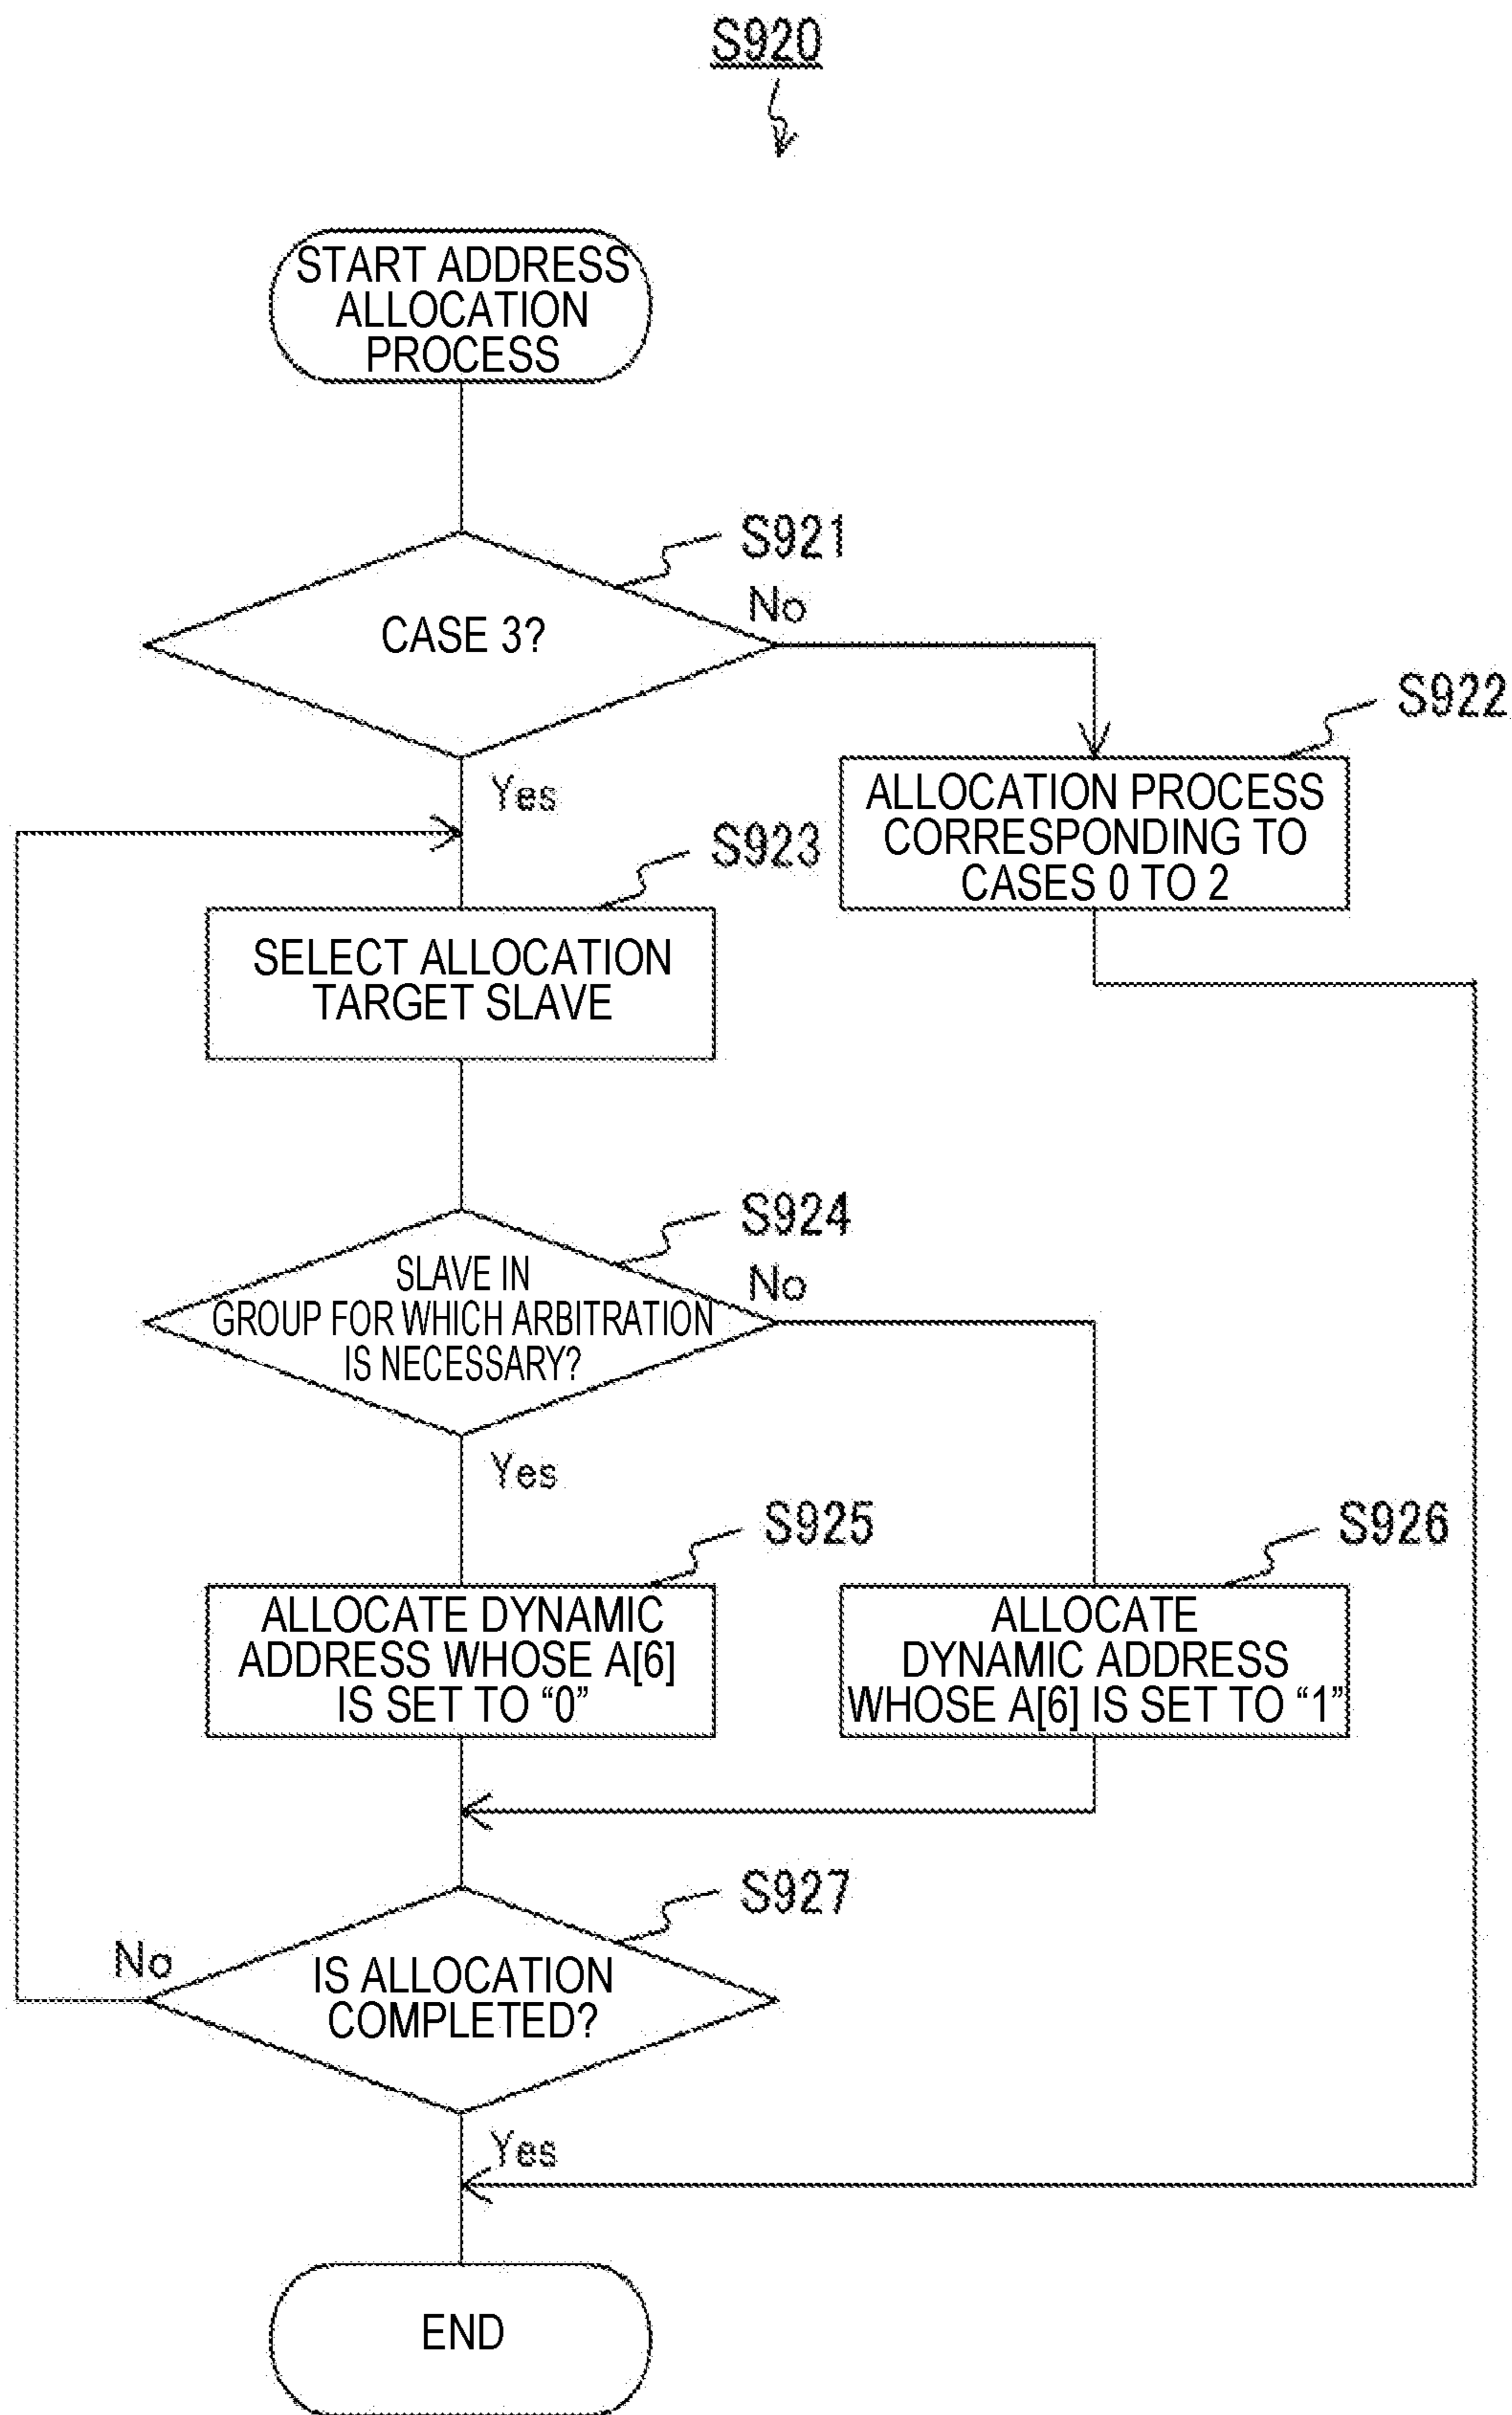 S920
START ADDRESS
ALLOCATION
PROCESS
S921
CASE 3?
No
Yes
S922
ALLOCATION PROCESS
CORRESPONDING TO
CASES 0 TO 2
S923
SELECT ALLOCATION
TARGET SLAVE
S924
SLAVE IN
GROUP FOR WHICH ARBITRATION
IS NECESSARY?
No
Yes
S925
ALLOCATE DYNAMIC
ADDRESS WHOSE A[6]
IS SET TO “0”
S926
ALLOCATE
DYNAMIC ADDRESS
WHOSE A[6] IS SET TO “1”
S927
No
IS ALLOCATION
COMPLETED?
Yes
END